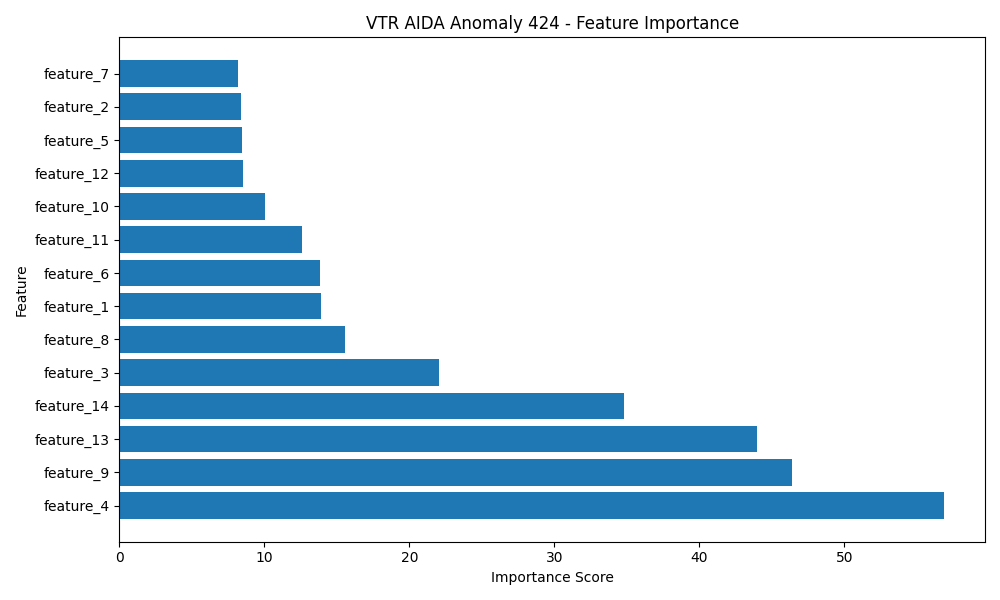 VTR AIDA Anomaly 424 - Feature Importance
feature_7
feature_2
feature_5
feature_12
feature_10
feature_11
feature_6
feature_1
feature_8
feature_3
feature_14
feature_13
feature_9
feature_4
Feature
0 10 20 30 40 50
Importance Score